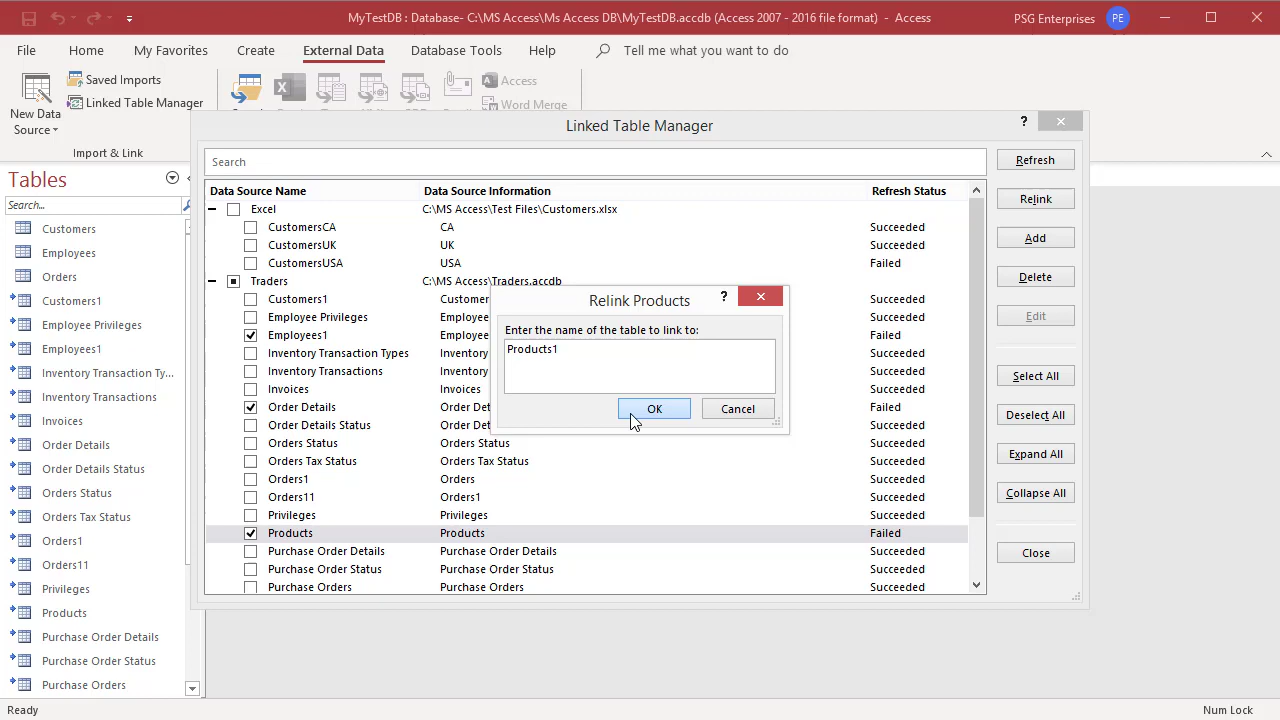 MyTestDB : Database- C:\MS Access\Ms Access DB\MyTestDB.accdb (Access 2007 - 2016 file format) - Access
PSG Enterprises
PE
File
Home
My Favorites
Create
External Data
Database Tools
Help
Tell me what you want to do
New Data
Source
Saved Imports
Linked Table Manager
Import & Link
Access
Word Merge
Tables
Search...
Customers
Employees
Orders
Customers1
Employee Privileges
Employees1
Inventory Transaction Ty...
Inventory Transactions
Invoices
Order Details
Order Details Status
Orders Status
Orders Tax Status
Orders1
Orders11
Privileges
Products
Purchase Order Details
Purchase Order Status
Purchase Orders
Linked Table Manager
?
Search
Data Source Name Data Source Information Refresh Status
Excel C:\MS Access\Test Files\Customers.xlsx
CustomersCA CA Succeeded
CustomersUK UK Succeeded
CustomersUSA USA Failed
Traders C:\MS Access\Traders.accdb
Customers1 Custome Succeeded
Employee Privileges Employe Succeeded
Employees1 Employe Failed
Inventory Transaction Types Inventory Succeeded
Inventory Transactions Inventory Succeeded
Invoices Invoices Succeeded
Order Details Order Det Failed
Order Details Status Order Det Succeeded
Orders Status Orders Status Succeeded
Orders Tax Status Orders Tax Status Succeeded
Orders1 Orders Succeeded
Orders11 Orders1 Succeeded
Privileges Privileges Succeeded
Products Products Failed
Purchase Order Details Purchase Order Details Succeeded
Purchase Order Status Purchase Order Status Succeeded
Purchase Orders Purchase Orders Succeeded
Refresh
Relink
Add
Delete
Edit
Select All
Deselect All
Expand All
Collapse All
Close
Relink Products
?
Enter the name of the table to link to:
Products1
OK
Cancel
Ready
Num Lock